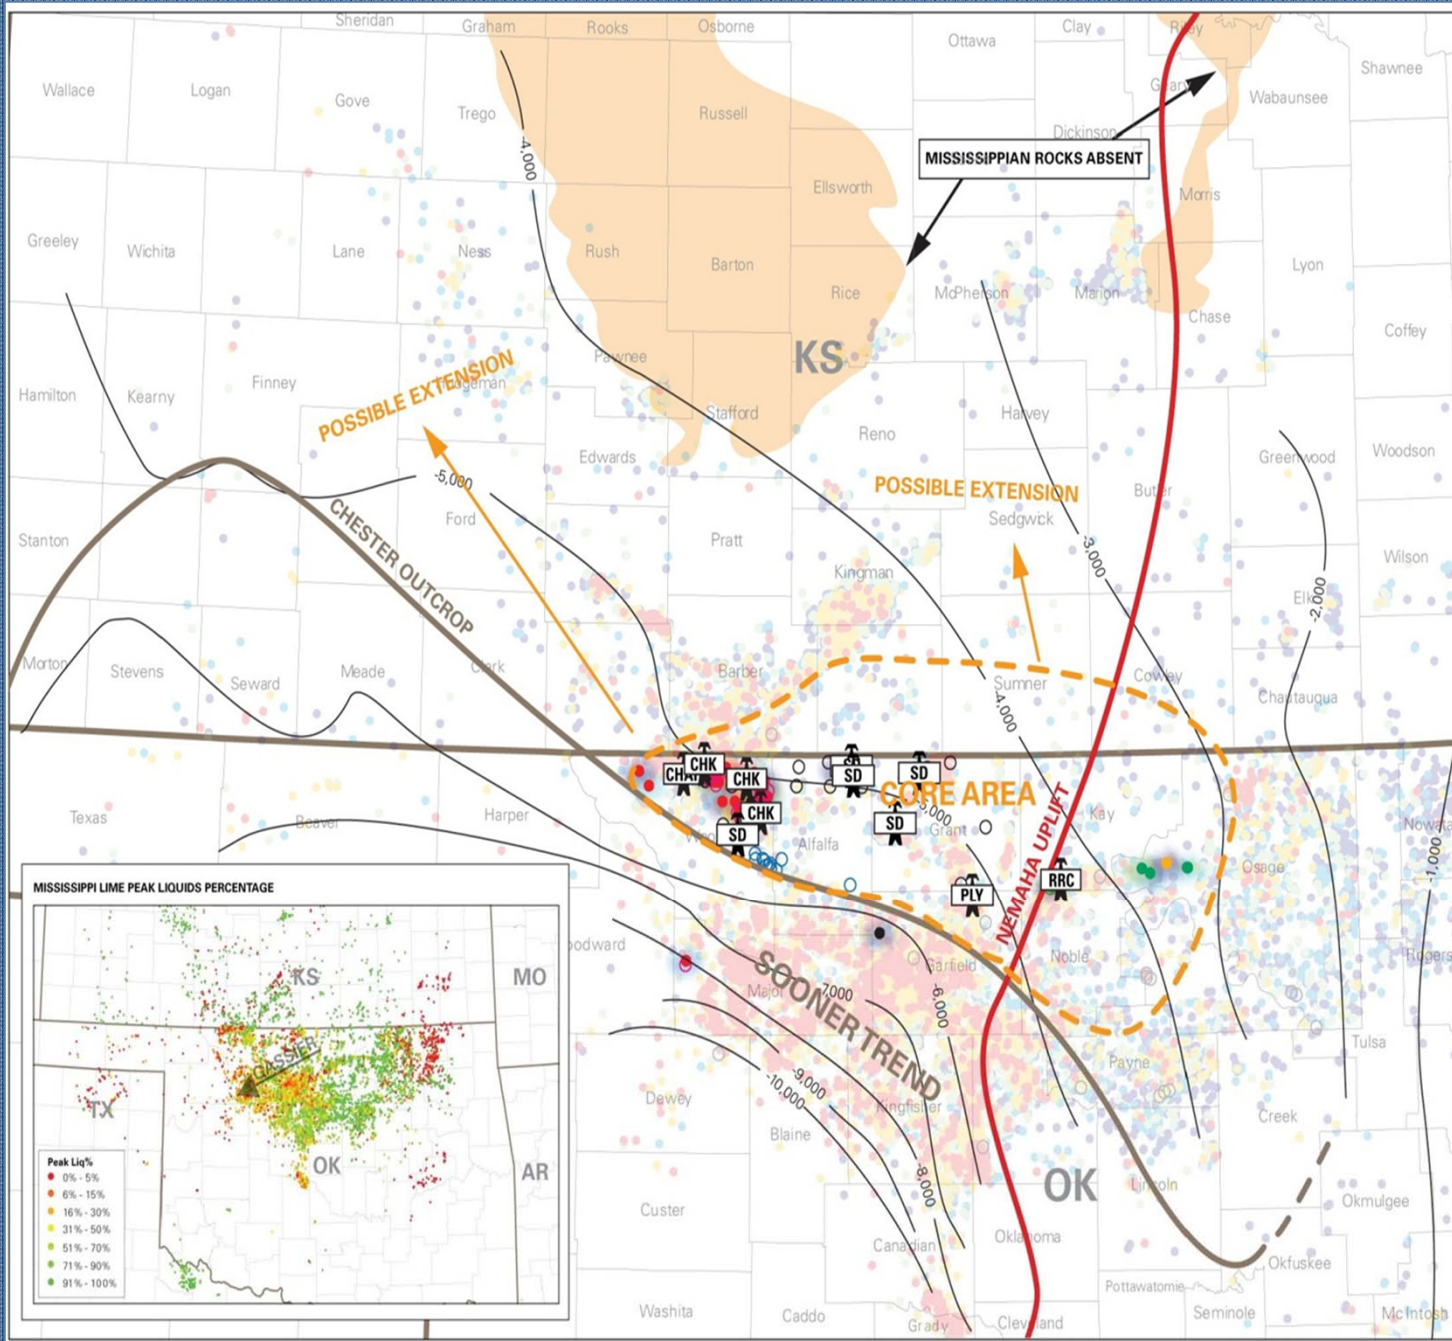 Sheridan
Graham
Rooks
Osborne
Ottawa
Clay
Riley
Shawnee
Wallace
Logan
Gove
Trego
Russell
Geary
Wabaunsee
Dickinson
MISSISSIPPIAN ROCKS ABSENT
-4,000
Ellsworth
Morris
Greeley
Wichita
Lane
Ness
Rush
Barton
Rice
McPherson
Marion
Lyon
Chase
Coffey
KS
Pawnee
POSSIBLE EXTENSION
Hodgeman
Hamilton
Kearny
Finney
Stafford
Reno
Harvey
Edwards
Greenwood
Woodson
-5,000
POSSIBLE EXTENSION
Butler
Sedgwick
Ford
Stanton
CHESTER OUTCROP
Pratt
Kingman
-3,000
Wilson
Elk
-2,000
Morton
Stevens
Seward
Meade
Clark
Barber
Sumner
Cowley
Chautauqua
-4,000
CHK
CHK
SD
SD
CORE AREA
-5,000
CHK
SD
SD
Texas
Beaver
Harper
Alfalfa
Grant
Kay
Nowata
-1,000
NEMAHA UPLIFT
Osage
RRC
PLY
MISSISSIPPI LIME PEAK LIQUIDS PERCENTAGE
KS
MO
GASSIER
TX
OK
AR
Peak Liq%
0% - 5%
6% - 15%
16% - 30%
31% - 50%
51% - 70%
71% - 90%
91% - 100%
oodward
Garfield
Noble
Rogers
SOONER TREND
Major
7,000
-6,000
Tulsa
Payne
-9,000
-10,000
Dewey
Kingfisher
Creek
Blaine
-8,000
OK
Lincoln
Custer
Okmulgee
Canadian
Oklahoma
Okfuskee
Pottawatomie
Washita
Caddo
Grady
Cleveland
Seminole
McIntosh